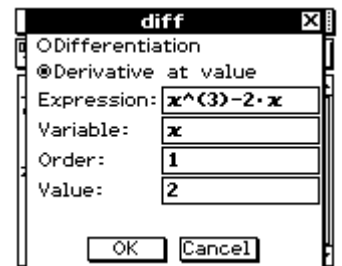 diff
Differentiation
Derivative at value
Expression: x^(3)-2·x
Variable: x
Order: 1
Value: 2
OK Cancel